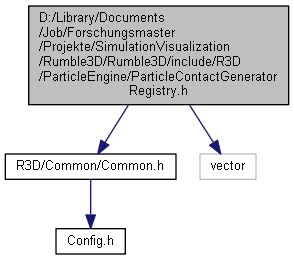 D:/Library/Documents
/Job/Forschungsmaster
/Projekte/SimulationVisualization
/Rumble3D/Rumble3D/include/R3D
/ParticleEngine/ParticleContactGenerator
Registry.h
R3D/Common/Common.h
vector
Config.h